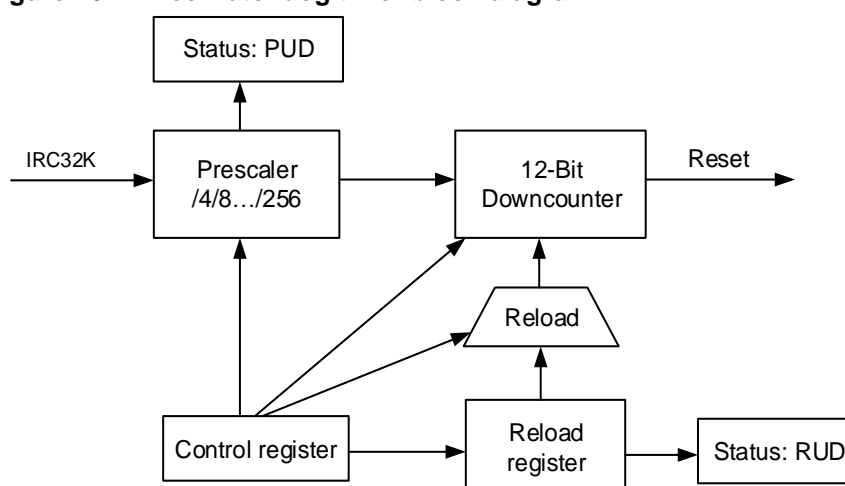 Status: PUD
IRC32K
Prescaler
/4/8…/256
12-Bit
Downcounter
Reset
Reload
Control register
Reload
register
Status: RUD